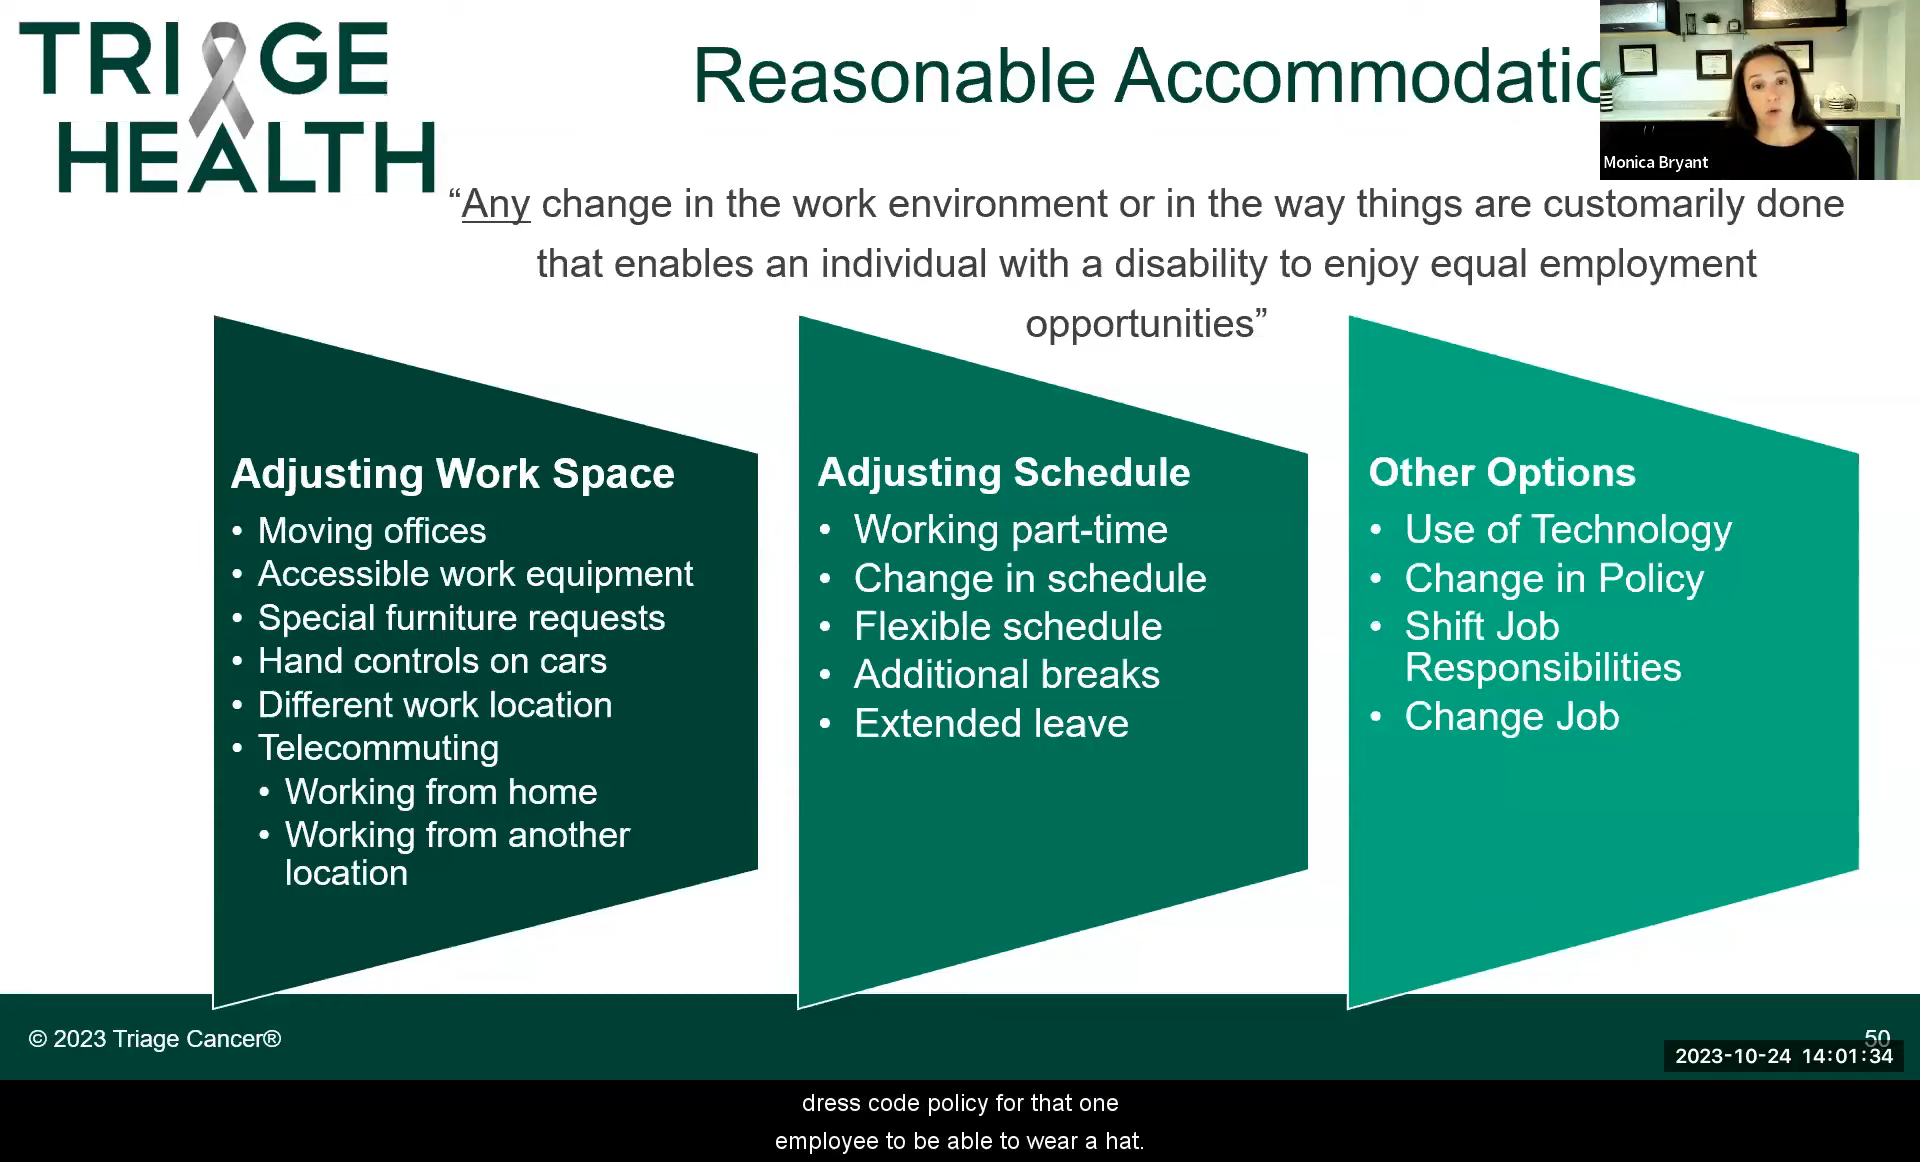 TRIAGE
HEALTH
Reasonable Accommodatio
Monica Bryant
“Any change in the work environment or in the way things are customarily done
that enables an individual with a disability to enjoy equal employment
opportunities”
Adjusting Work Space
• Moving offices
• Accessible work equipment
• Special furniture requests
• Hand controls on cars
• Different work location
• Telecommuting
• Working from home
• Working from another
location
Adjusting Schedule
• Working part-time
• Change in schedule
• Flexible schedule
• Additional breaks
• Extended leave
Other Options
• Use of Technology
• Change in Policy
• Shift Job
Responsibilities
• Change Job
© 2023 Triage Cancer®
50
2023-10-24 14:01:34
dress code policy for that one
employee to be able to wear a hat.